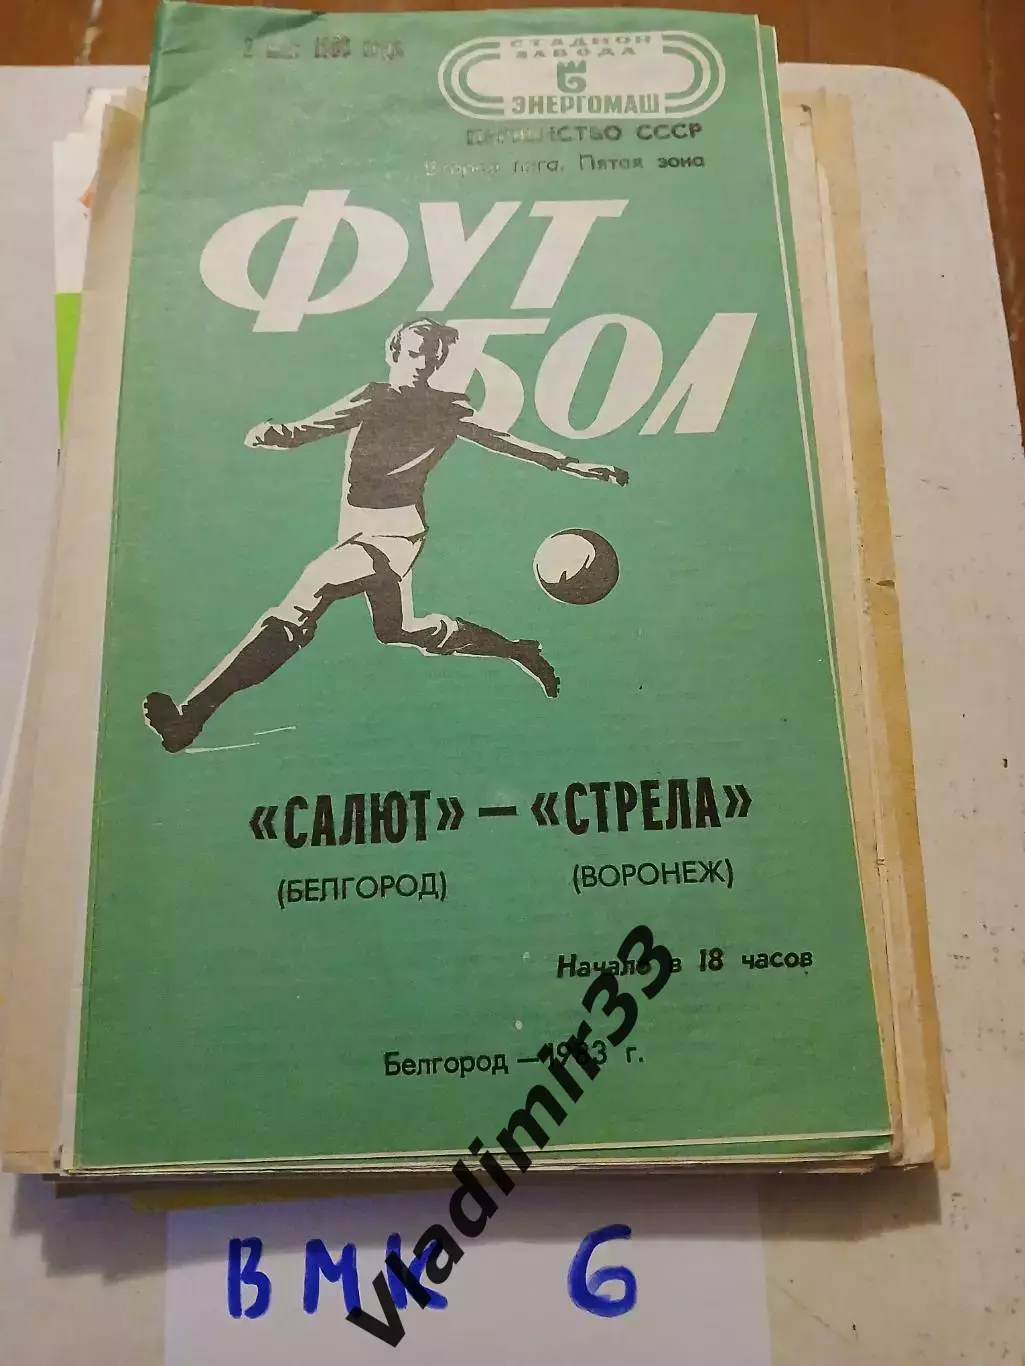 СТАДИОН
ЗАВОДА
ЭНЕРГОМАШ
ПЕРВЕНСТВО СССР
Вторая лига. Пятая зона
ФУТ
БОЛ
«САЛЮТ» — «СТРЕЛА»
(БЕЛГОРОД) (ВОРОНЕЖ)
Начало в 18 часов
Белгород — 1983 г.
vladimir33
ВМК 6